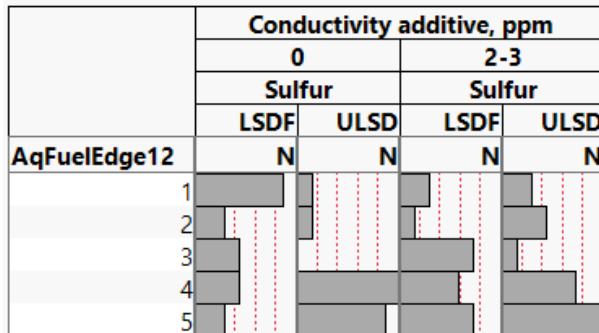 Conductivity additive, ppm
0 2-3
Sulfur Sulfur
LSDF ULSD LSDF ULSD
AqFuelEdge12 N N N N
1
2
3
4
5